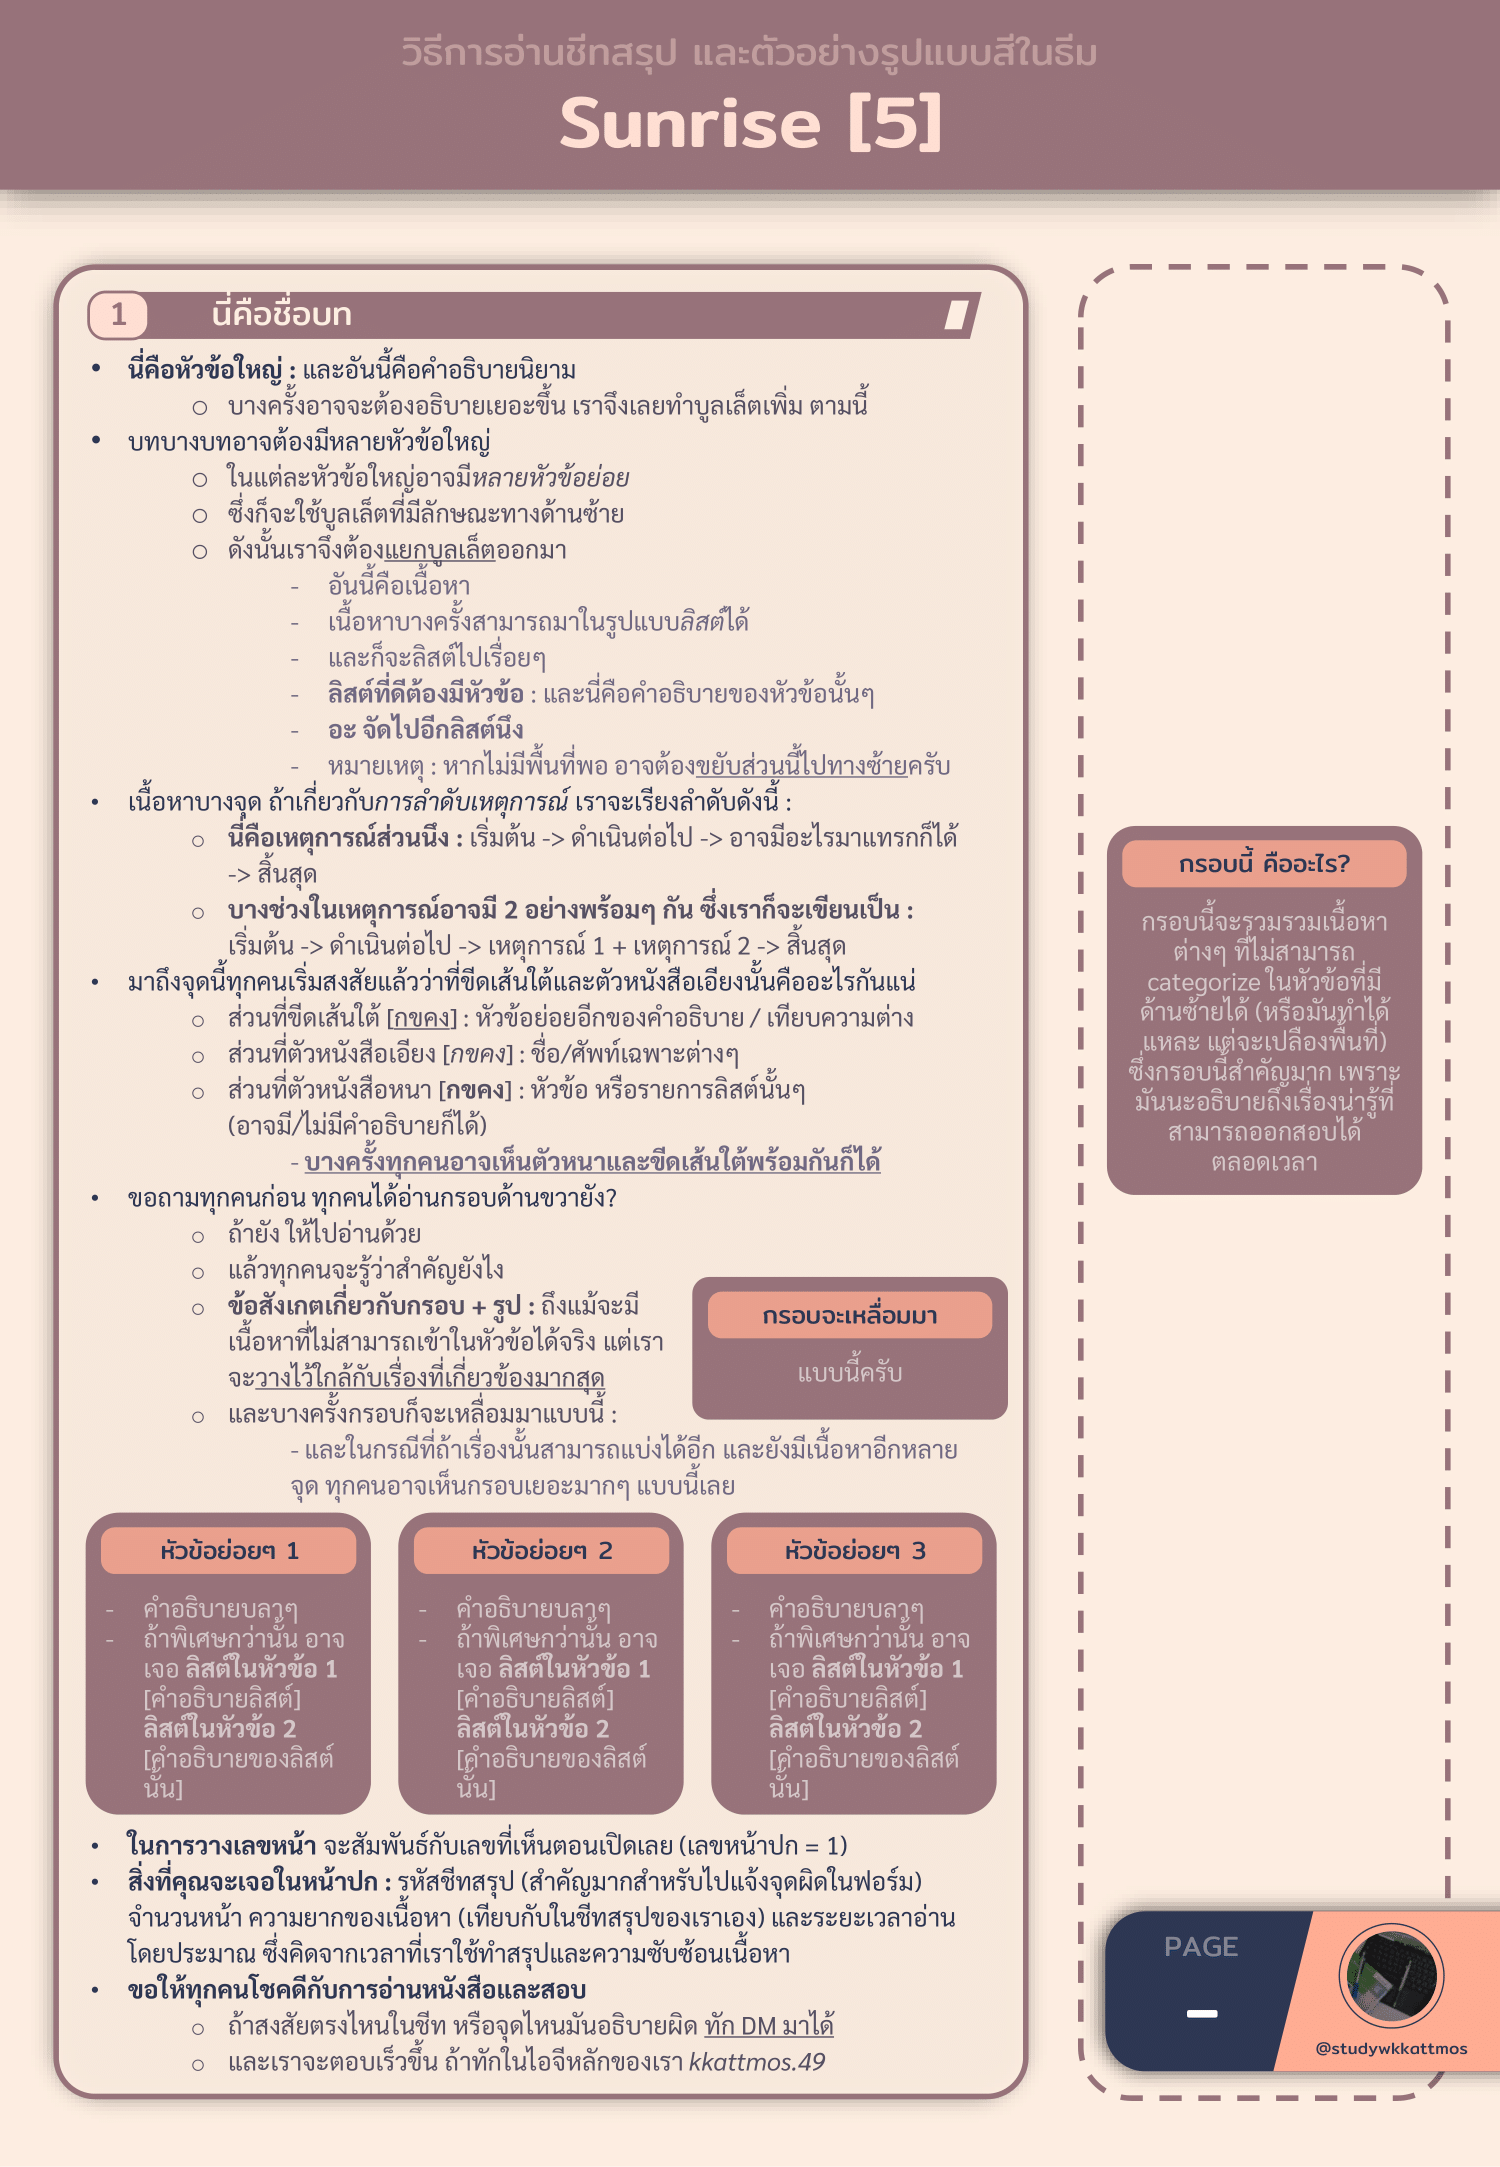 วิธีการอ่านชีทสรุป และตัวอย่างรูปแบบสีในธีม
Sunrise [5]
1 นี่คือชื่อบท
• นี่คือหัวข้อใหญ่ : และอันนี้คือคำอธิบายนิยาม
○ บางครั้งอาจจะต้องอธิบายเยอะขึ้น เราจึงเลยทำบูลเล็ตเพิ่ม ตามนี้
• บทบางบทอาจต้องมีหลายหัวข้อใหญ่
○ ในแต่ละหัวข้อใหญ่อาจมีหลายหัวข้อย่อย
○ ซึ่งก็จะใช้บูลเล็ตที่มีลักษณะทางด้านซ้าย
○ ดังนั้นเราจึงต้องแยกบูลเล็ตออกมา
- อันนี้คือเนื้อหา
- เนื้อหาบางครั้งสามารถมาในรูปแบบลิสต์ได้
- และก็จะลิสต์ไปเรื่อยๆ
- ลิสต์ที่ดีต้องมีหัวข้อ : และนี่คือคำอธิบายของหัวข้อนั้นๆ
- อะ จัดไปอีกลิสต์นึง
- หมายเหตุ : หากไม่มีพื้นที่พอ อาจต้องขยับส่วนนี้ไปทางซ้ายครับ
• เนื้อหาบางจุด ถ้าเกี่ยวกับการลำดับเหตุการณ์ เราจะเรียงลำดับดังนี้ :
○ นี่คือเหตุการณ์ส่วนนึง : เริ่มต้น -> ดำเนินต่อไป -> อาจมีอะไรมาแทรกก็ได้
-> สิ้นสุด
○ บางช่วงในเหตุการณ์อาจมี 2 อย่างพร้อมๆ กัน ซึ่งเราก็จะเขียนเป็น :
เริ่มต้น -> ดำเนินต่อไป -> เหตุการณ์ 1 + เหตุการณ์ 2 -> สิ้นสุด
• มาถึงจุดนี้ทุกคนเริ่มสงสัยแล้วว่าที่ขีดเส้นใต้และตัวหนังสือเอียงนั้นคืออะไรกันแน่
○ ส่วนที่ขีดเส้นใต้ [กขคง] : หัวข้อย่อยอีกของคำอธิบาย / เทียบความต่าง
○ ส่วนที่ตัวหนังสือเอียง [กขคง] : ชื่อ/ศัพท์เฉพาะต่างๆ
○ ส่วนที่ตัวหนังสือหนา [กขคง] : หัวข้อ หรือรายการลิสต์นั้นๆ
(อาจมี/ไม่มีคำอธิบายก็ได้)
- บางครั้งทุกคนอาจเห็นตัวหนาและขีดเส้นใต้พร้อมกันก็ได้
• ขอถามทุกคนก่อน ทุกคนได้อ่านกรอบด้านขวายัง?
○ ถ้ายัง ให้ไปอ่านด้วย
○ แล้วทุกคนจะรู้ว่าสำคัญยังไง
○ ข้อสังเกตเกี่ยวกับกรอบ + รูป : ถึงแม้จะมี
เนื้อหาที่ไม่สามารถเข้าในหัวข้อได้จริง แต่เรา
จะวางไว้ใกล้กับเรื่องที่เกี่ยวข้องมากสุด
○ และบางครั้งกรอบก็จะเหลื่อมมาแบบนี้ :
- และในกรณีที่ถ้าเรื่องนั้นสามารถแบ่งได้อีก และยังมีเนื้อหาอีกหลาย
จุด ทุกคนอาจเห็นกรอบเยอะมากๆ แบบนี้เลย
กรอบจะเหลื่อมมา
แบบนี้ครับ
หัวข้อย่อยๆ 1
- คำอธิบายบลาๆ
- ถ้าพิเศษกว่านั้น อาจ
เจอ ลิสต์ในหัวข้อ 1
[คำอธิบายลิสต์]
ลิสต์ในหัวข้อ 2
[คำอธิบายของลิสต์
นั้น]
หัวข้อย่อยๆ 2
- คำอธิบายบลาๆ
- ถ้าพิเศษกว่านั้น อาจ
เจอ ลิสต์ในหัวข้อ 1
[คำอธิบายลิสต์]
ลิสต์ในหัวข้อ 2
[คำอธิบายของลิสต์
นั้น]
หัวข้อย่อยๆ 3
- คำอธิบายบลาๆ
- ถ้าพิเศษกว่านั้น อาจ
เจอ ลิสต์ในหัวข้อ 1
[คำอธิบายลิสต์]
ลิสต์ในหัวข้อ 2
[คำอธิบายของลิสต์
นั้น]
• ในการวางเลขหน้า จะสัมพันธ์กับเลขที่เห็นตอนเปิดเลย (เลขหน้าปก = 1)
• สิ่งที่คุณจะเจอในหน้าปก : รหัสชีทสรุป (สำคัญมากสำหรับไปแจ้งจุดผิดในฟอร์ม)
จำนวนหน้า ความยากของเนื้อหา (เทียบกับในชีทสรุปของเราเอง) และระยะเวลาอ่าน
โดยประมาณ ซึ่งคิดจากเวลาที่เราใช้ทำสรุปและความซับซ้อนเนื้อหา
• ขอให้ทุกคนโชคดีกับการอ่านหนังสือและสอบ
○ ถ้าสงสัยตรงไหนในชีท หรือจุดไหนมันอธิบายผิด ทัก DM มาได้
○ และเราจะตอบเร็วขึ้น ถ้าทักในไอจีหลักของเรา kkattmos.49
กรอบนี้ คืออะไร?
กรอบนี้จะรวมรวมเนื้อหา
ต่างๆ ที่ไม่สามารถ
categorize ในหัวข้อที่มี
ด้านซ้ายได้ (หรือมันทำได้
แหละ แต่จะเปลืองพื้นที่)
ซึ่งกรอบนี้สำคัญมาก เพราะ
มันนะอธิบายถึงเรื่องน่ารู้ที่
สามารถออกสอบได้
ตลอดเวลา
PAGE
-
@studywkkattmos